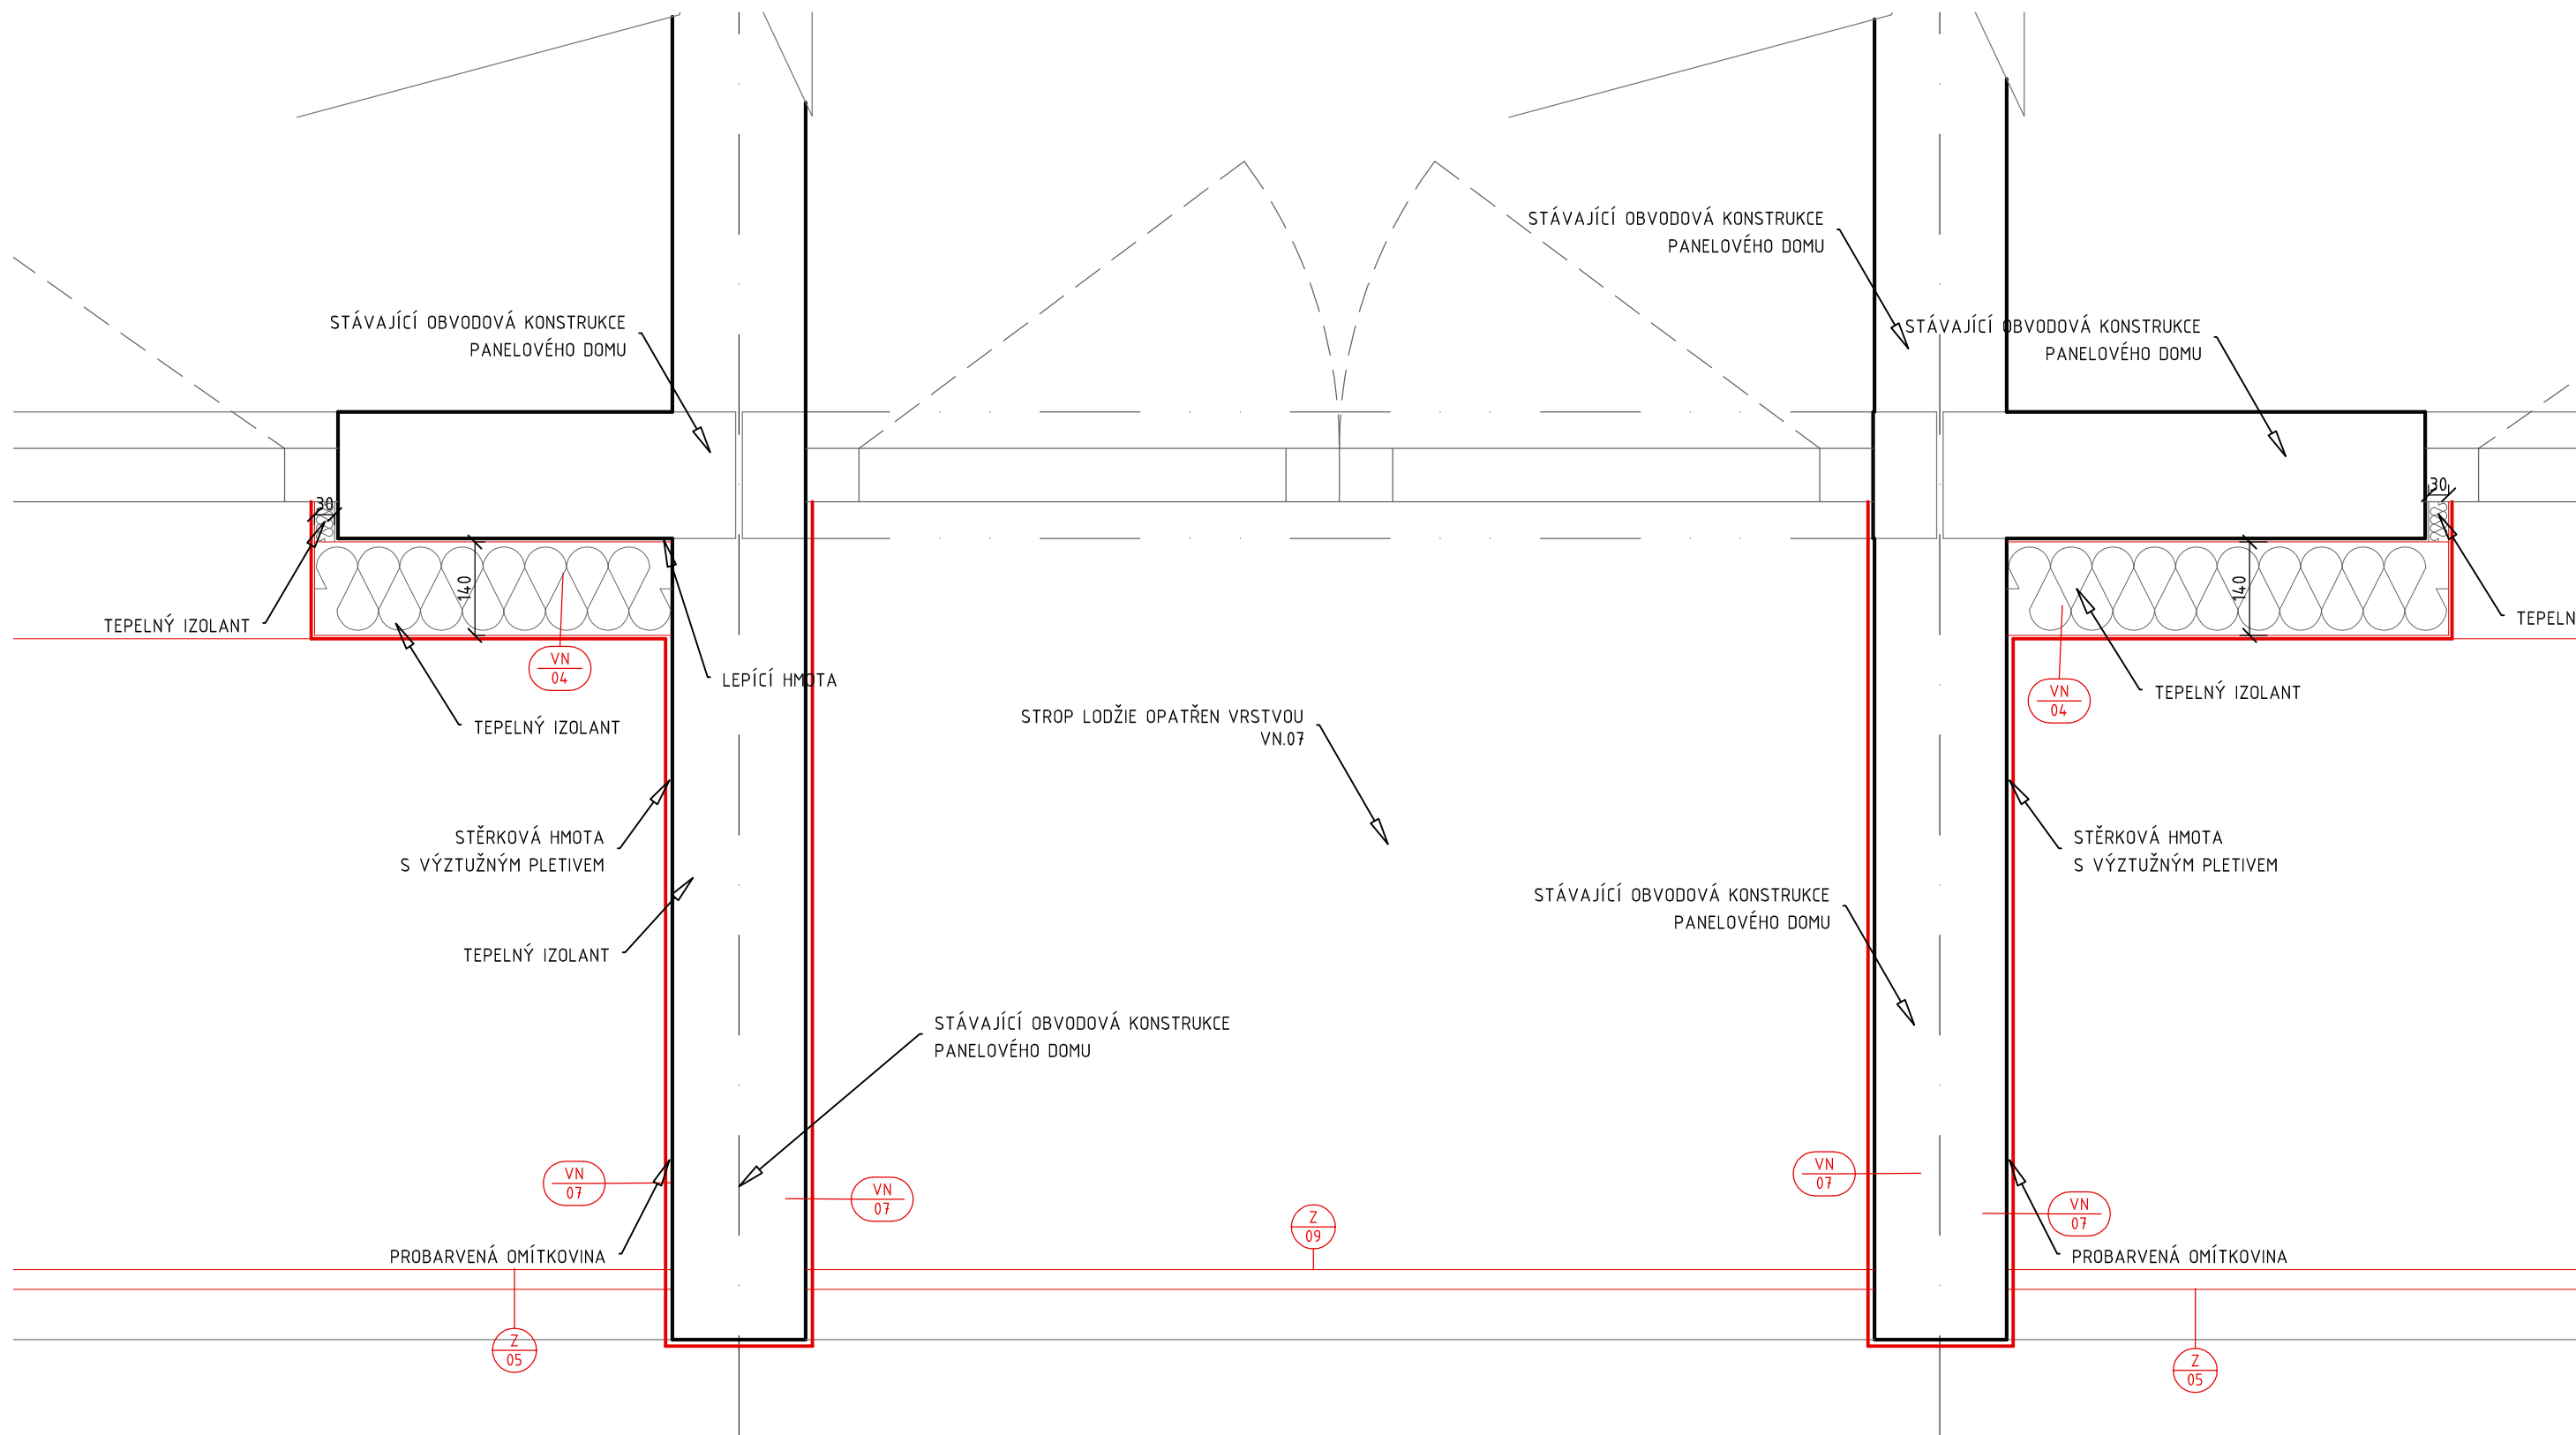 STÁVAJÍCÍ OBVODOVÁ KONSTRUKCE
PANELOVÉHO DOMU
STÁVAJÍCÍ OBVODOVÁ KONSTRUKCE
PANELOVÉHO DOMU
STÁVAJÍCÍ OBVODOVÁ KONSTRUKCE
PANELOVÉHO DOMU
30
30
140
140
TEPELNÝ IZOLANT
TEPELN
VN
04
LEPÍCÍ HMOTA
VN
04
TEPELNÝ IZOLANT
TEPELNÝ IZOLANT
STROP LODŽIE OPATŘEN VRSTVOU
VN.07
STĚRKOVÁ HMOTA
S VÝZTUŽNÝM PLETIVEM
STĚRKOVÁ HMOTA
S VÝZTUŽNÝM PLETIVEM
STÁVAJÍCÍ OBVODOVÁ KONSTRUKCE
PANELOVÉHO DOMU
TEPELNÝ IZOLANT
STÁVAJÍCÍ OBVODOVÁ KONSTRUKCE
PANELOVÉHO DOMU
VN
07
VN
07
VN
07
VN
07
Z
09
PROBARVENÁ OMÍTKOVINA
PROBARVENÁ OMÍTKOVINA
Z
05
Z
05